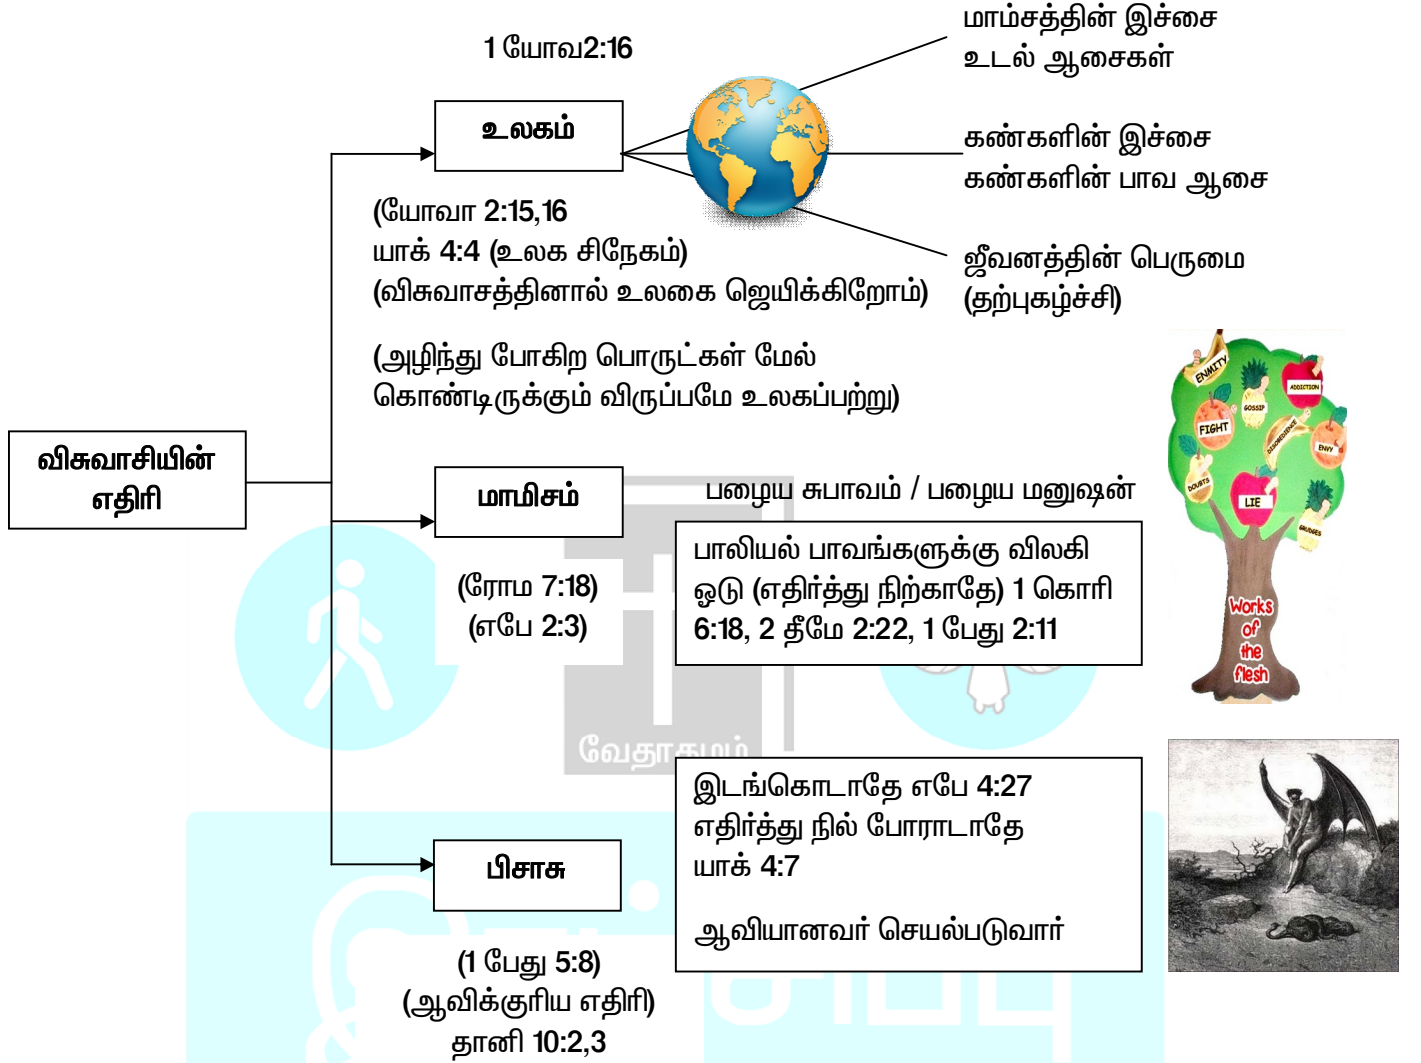 1 யோவ2:16
மாம்சத்தின் இச்சை
உடல் ஆசைகள்
உலகம்
கண்களின் இச்சை
கண்களின் பாவ ஆசை
(யோவா 2:15,16
யாக் 4:4 (உலக சிநேகம்)
(விசுவாசத்தினால் உலகை ஜெயிக்கிறோம்)
ஜீவனத்தின் பெருமை
(தற்புகழ்ச்சி)
(அழிந்து போகிற பொருட்கள் மேல்
கொண்டிருக்கும் விருப்பமே உலகப்பற்று)
ENMITY
ADDICTION
GOSSIP
FIGHT
DISOBEDIENCE
ENVY
DOUBTS
LIE
GRUDGES
Works
of
the
flesh
விசுவாசியின்
எதிரி
மாமிசம்
பழைய சுபாவம் / பழைய மனுஷன்
(ரோம 7:18)
(எபே 2:3)
பாலியல் பாவங்களுக்கு விலகி
ஓடு (எதிர்த்து நிற்காதே) 1 கொரி
6:18, 2 தீமே 2:22, 1 பேது 2:11
வேதாகமம்
பிசாசு
இடங்கொடாதே எபே 4:27
எதிர்த்து நில் போராடாதே
யாக் 4:7
ஆவியானவர் செயல்படுவார்
(1 பேது 5:8)
(ஆவிக்குரிய எதிரி)
தானி 10:2,3